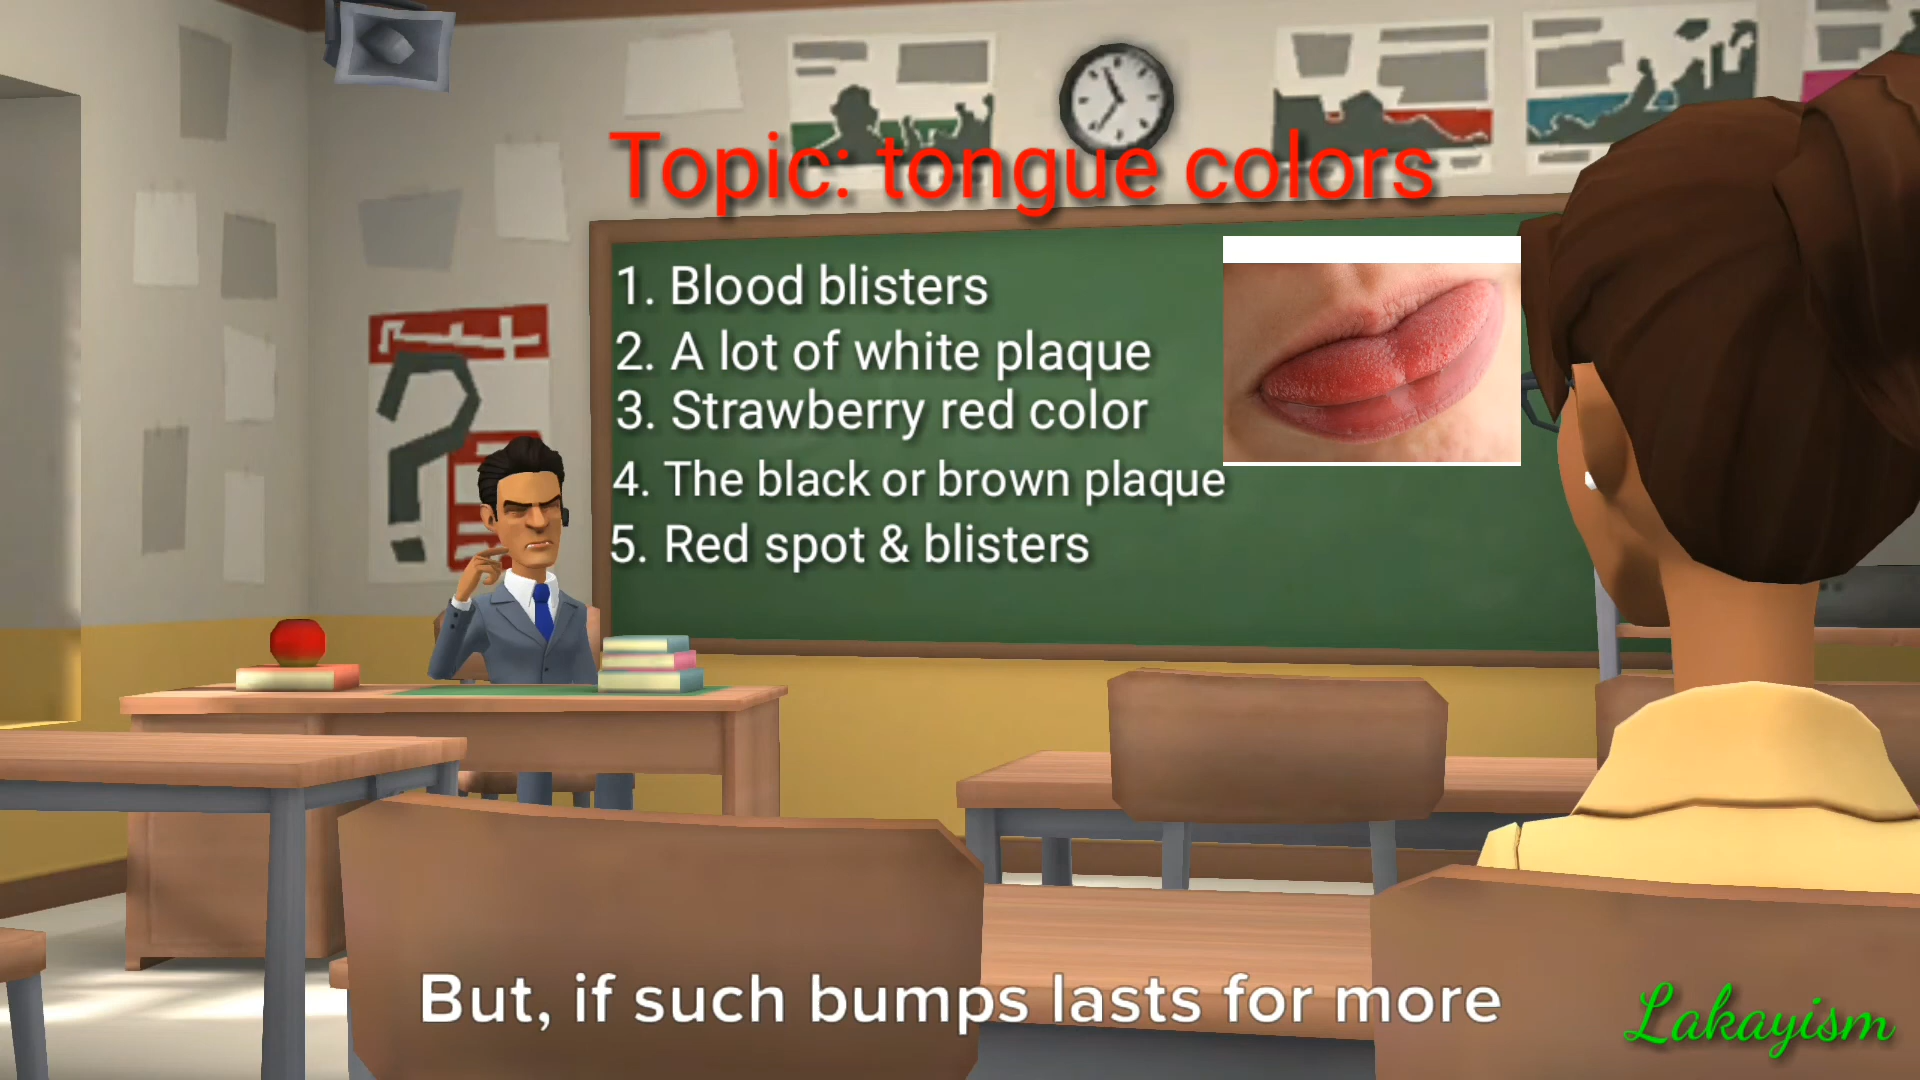 Topic: tongue colors
1. Blood blisters
2. A lot of white plaque
3. Strawberry red color
4. The black or brown plaque
5. Red spot & blisters
But, if such bumps lasts for more
Lakayism